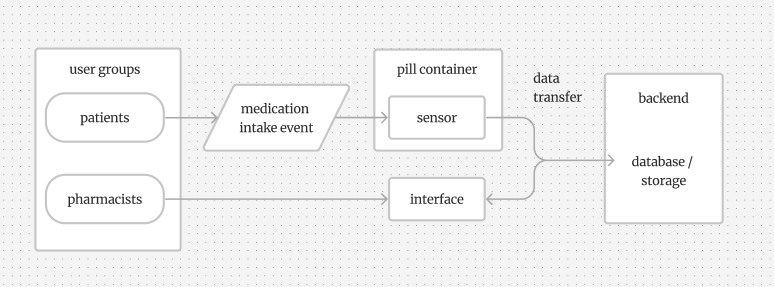 user groups
patients
pharmacists
medication
intake event
pill container
sensor
interface
data
transfer
backend
database /
storage